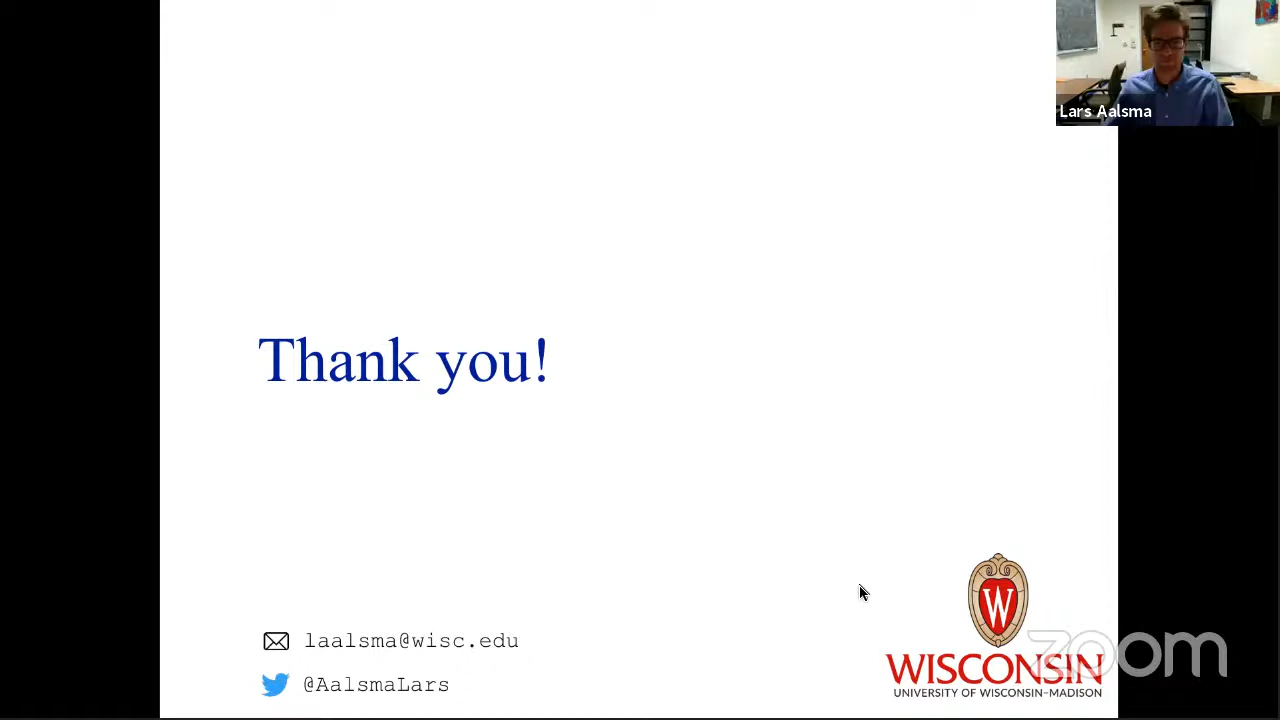 Lars Aalsma
Thank you!
laalsma@wisc.edu
@AalsmaLars
W
WISCONSIN
UNIVERSITY OF WISCONSIN–MADISON
zoom